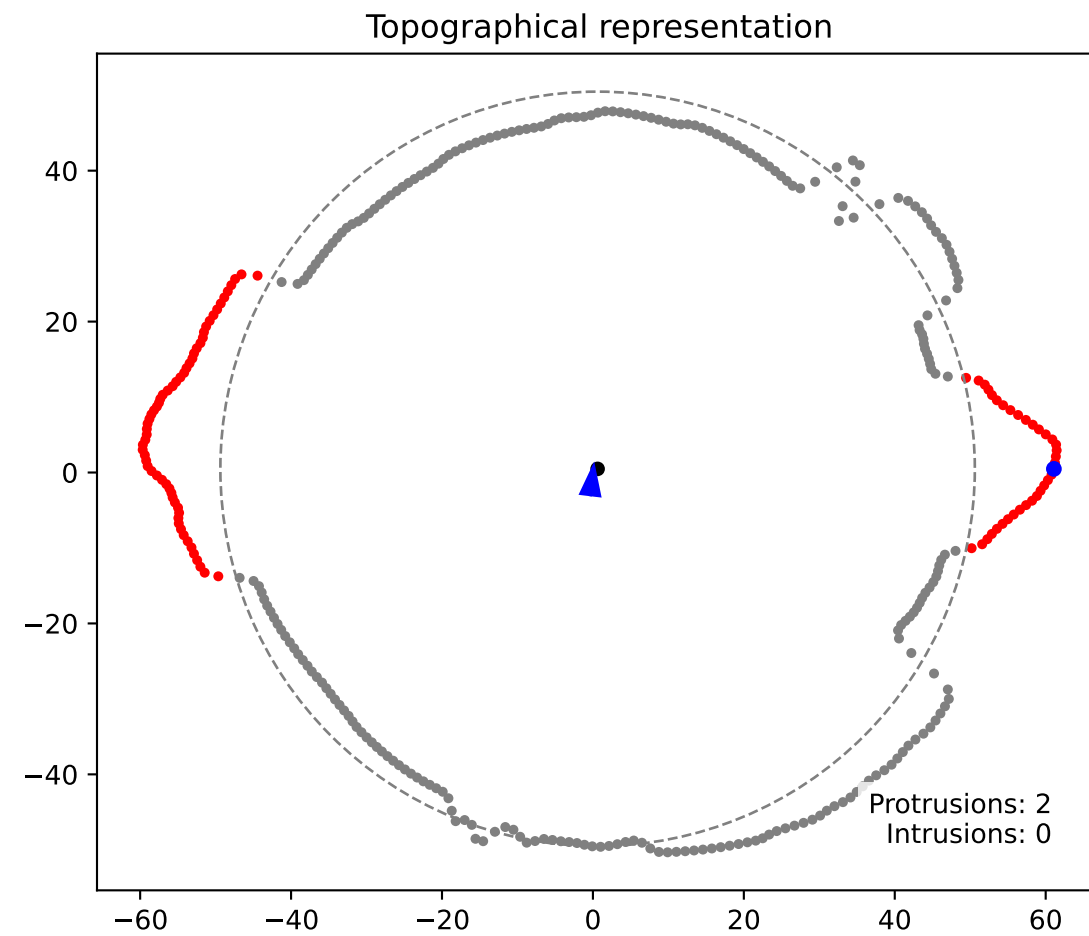 Topographical representation
40
20
0
−20
−40
Protrusions: 2
Intrusions: 0
−60 −40 −20 0 20 40 60